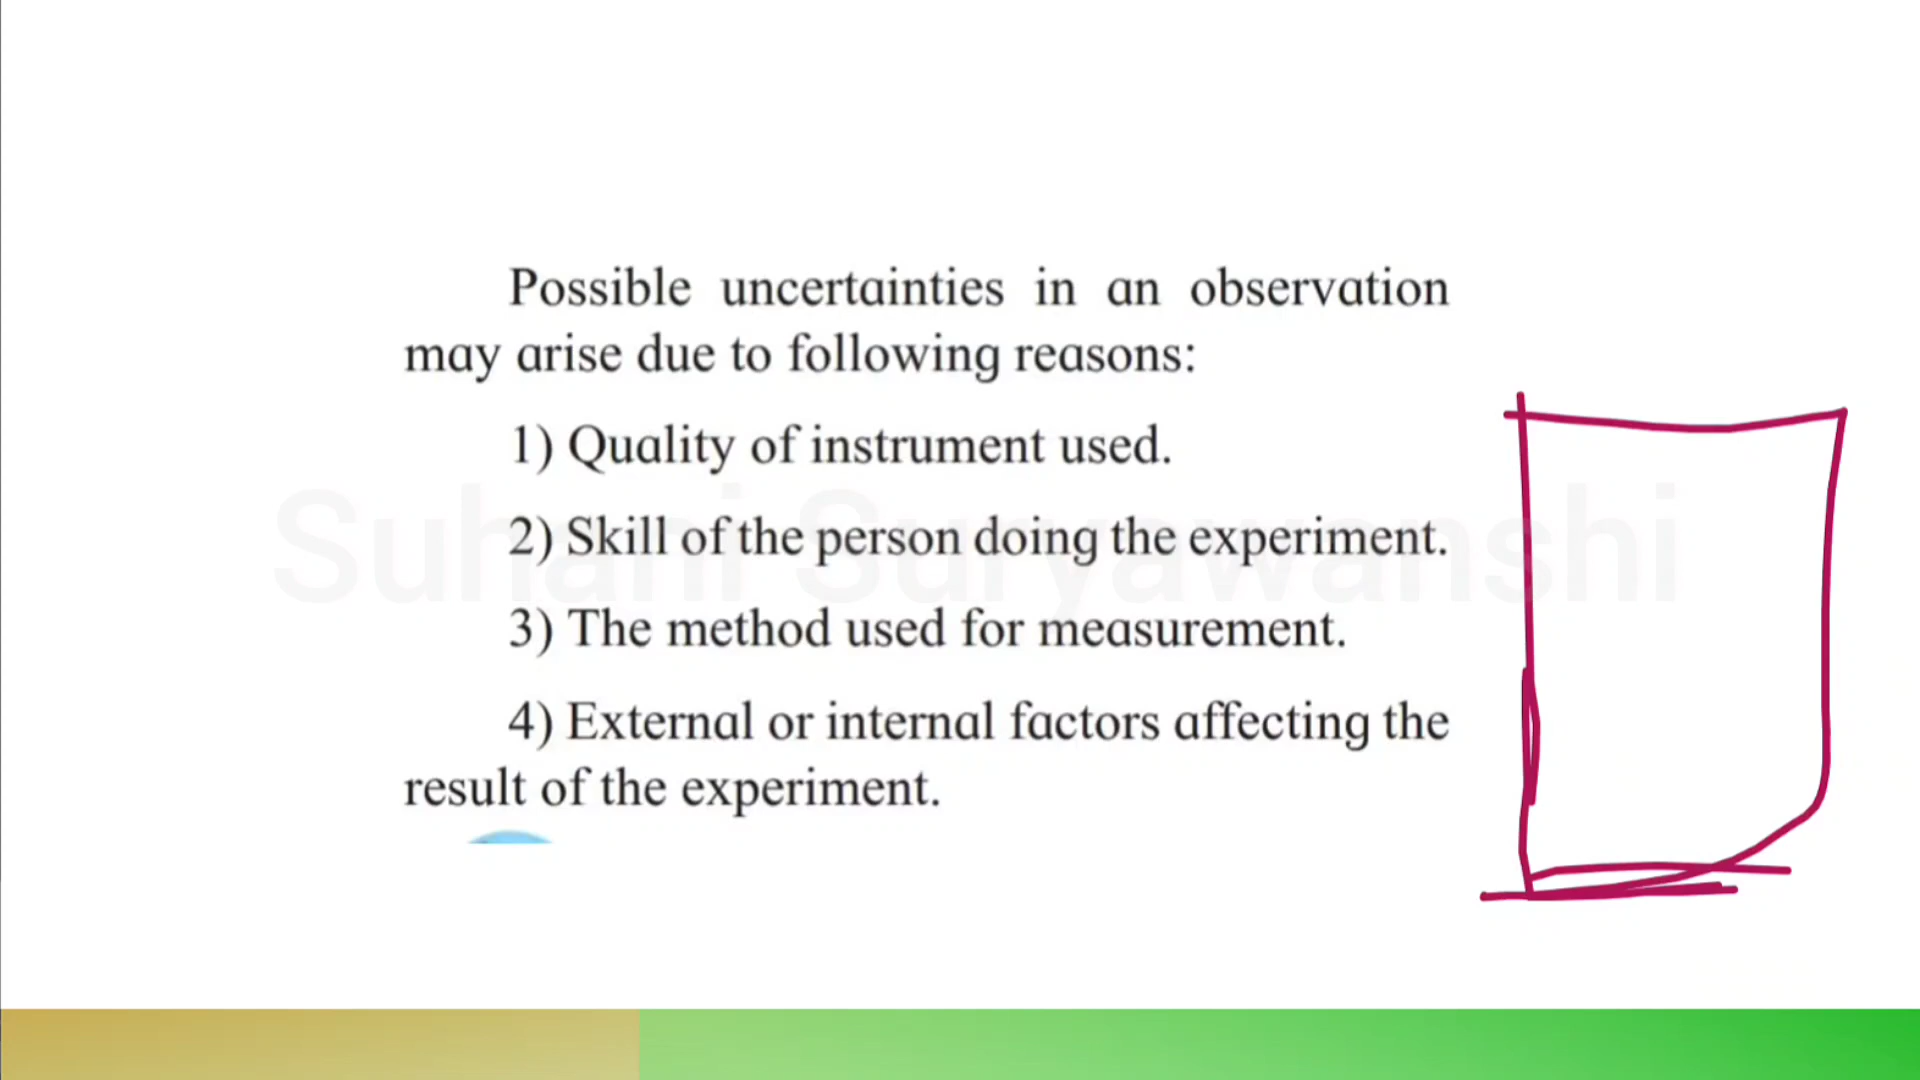 Possible uncertainties in an observation
may arise due to following reasons:
1) Quality of instrument used.
2) Skill of the person doing the experiment.
Suhani Suryawanshi
3) The method used for measurement.
4) External or internal factors affecting the
result of the experiment.